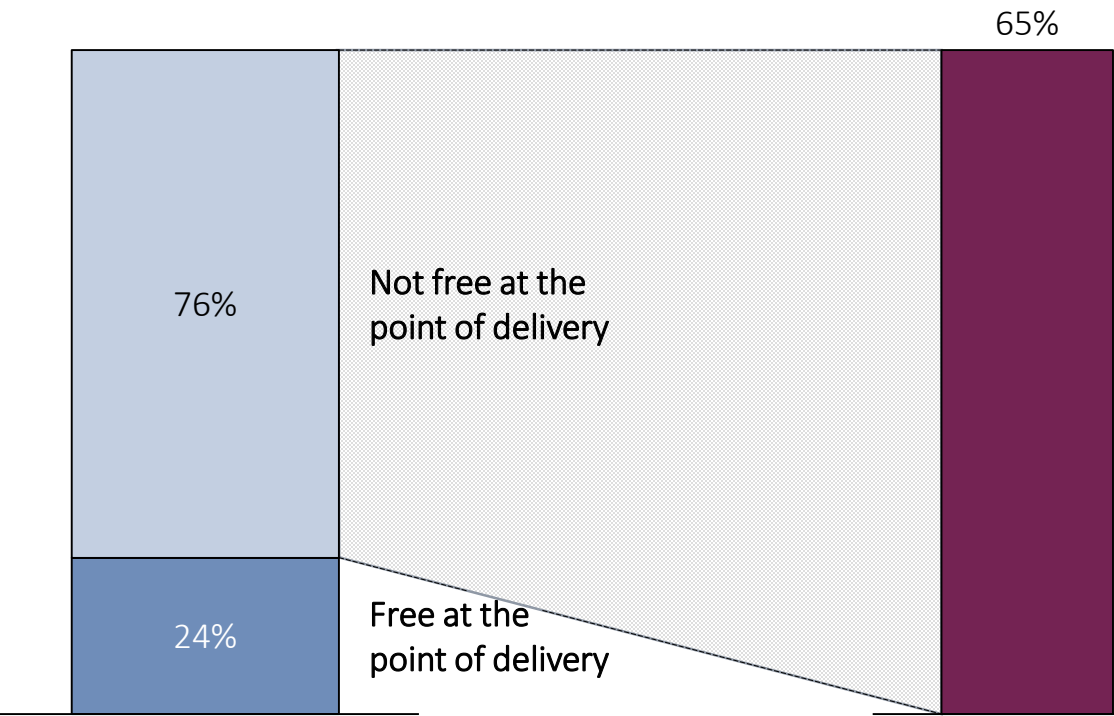 65%
76%
Not free at the
point of delivery
24%
Free at the
point of delivery